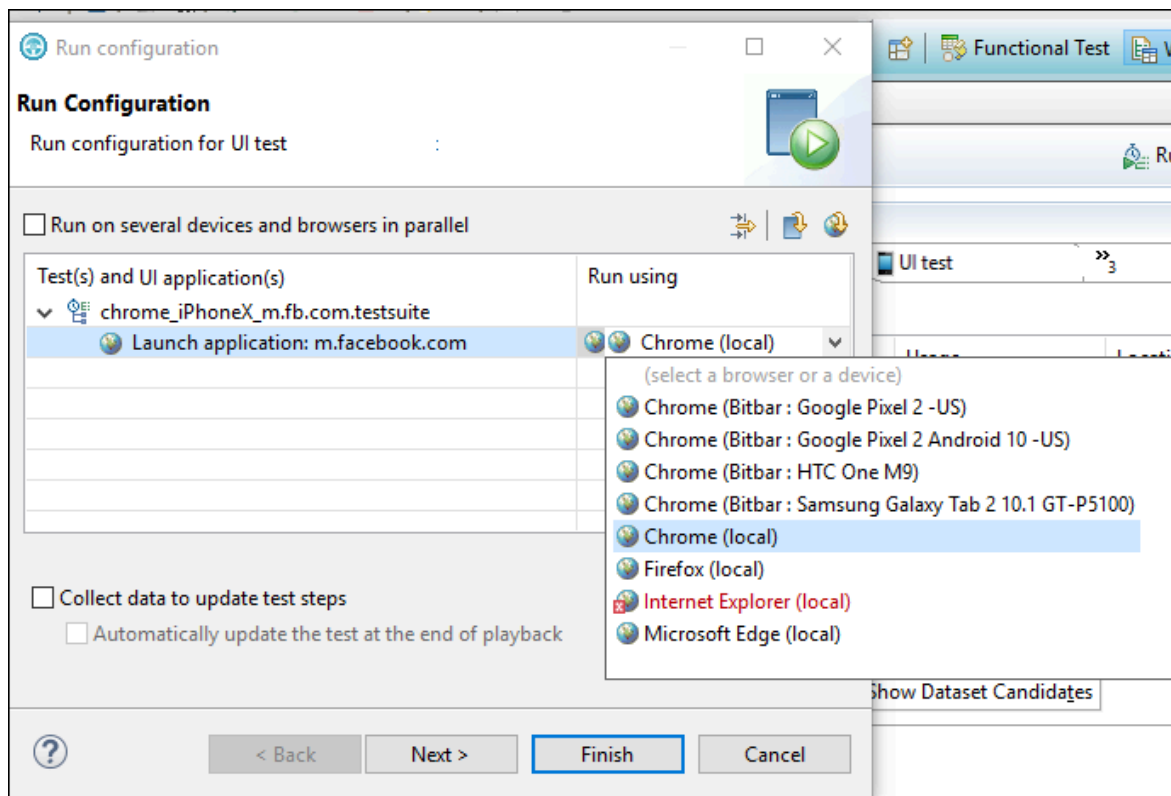 Run configuration
Functional Test
Run Configuration
Run configuration for UI test :
Run on several devices and browsers in parallel
UI test
»3
Test(s) and UI application(s)
Run using
chrome_iPhoneX_m.fb.com.testsuite
Launch application: m.facebook.com
Chrome (local)
(select a browser or a device)
Chrome (Bitbar : Google Pixel 2 -US)
Chrome (Bitbar : Google Pixel 2 Android 10 -US)
Chrome (Bitbar : HTC One M9)
Chrome (Bitbar : Samsung Galaxy Tab 2 10.1 GT-P5100)
Chrome (local)
Firefox (local)
Internet Explorer (local)
Microsoft Edge (local)
Collect data to update test steps
Automatically update the test at the end of playback
Show Dataset Candidates
? < Back Next > Finish Cancel